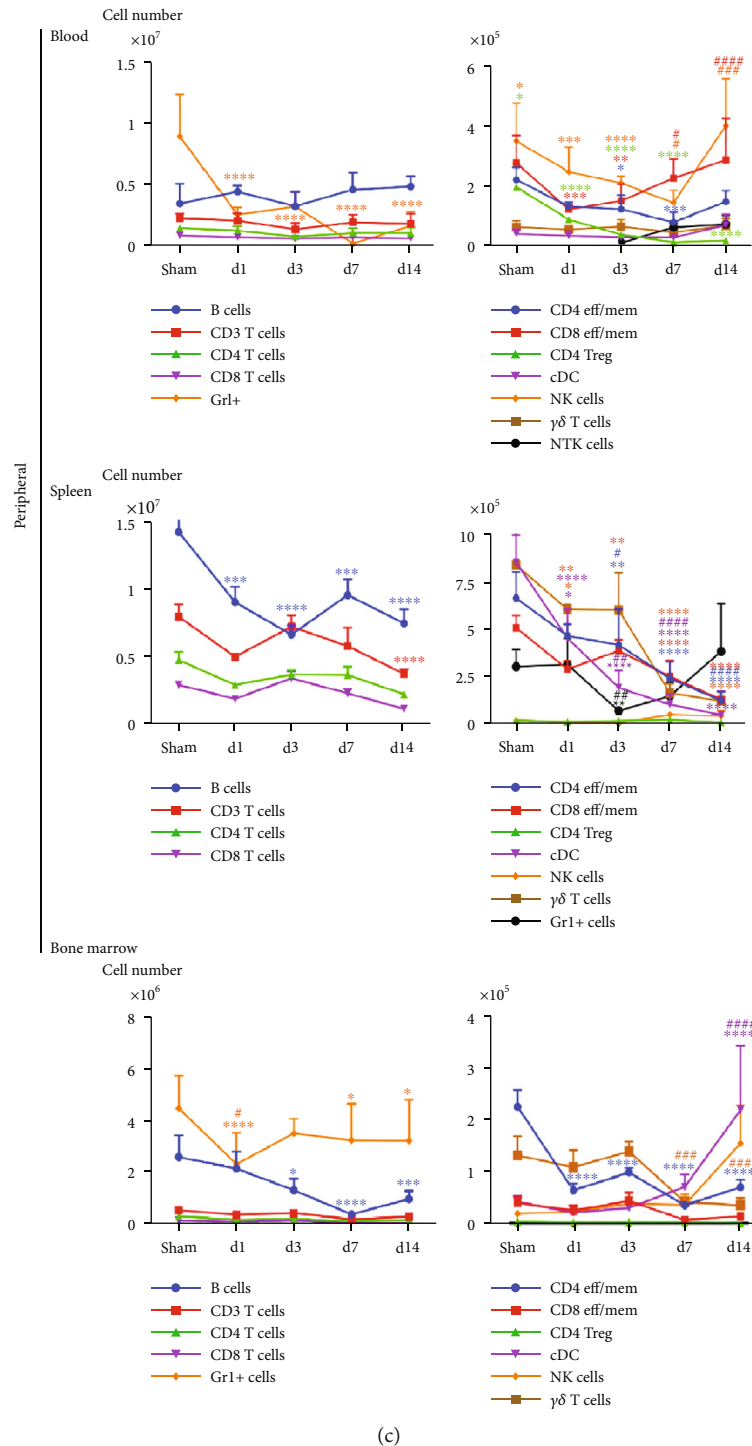 Peripheral
Blood
Cell number
×10⁷
1.5
1
0.5
0
****
****
****
****
Sham d1 d3 d7 d14
B cells
CD3 T cells
CD4 T cells
CD8 T cells
Grl+
×10⁵
6
4
2
0
*
*
***
****
***
****
****
**
*
#
#
****
***
####
###
****
Sham d1 d3 d7 d14
CD4 eff/mem
CD8 eff/mem
CD4 Treg
cDC
NK cells
γδ T cells
NTK cells
Spleen
Cell number
×10⁷
1.5
1
0.5
0
***
****
***
****
****
Sham d1 d3 d7 d14
B cells
CD3 T cells
CD4 T cells
CD8 T cells
×10⁵
10
7.5
5
2.5
0
**
****
*
*
**
#
**
##
****
##
**
****
####
****
****
****
****
####
****
****
****
Sham d1 d3 d7 d14
CD4 eff/mem
CD8 eff/mem
CD4 Treg
cDC
NK cells
γδ T cells
Gr1+ cells
Bone marrow
Cell number
×10⁶
8
6
4
2
0
#
****
*
*
*
****
***
Sham d1 d3 d7 d14
B cells
CD3 T cells
CD4 T cells
CD8 T cells
Gr1+ cells
×10⁵
4
3
2
1
0
****
****
###
****
####
****
###
****
Sham d1 d3 d7 d14
CD4 eff/mem
CD8 eff/mem
CD4 Treg
cDC
NK cells
γδ T cells
(c)